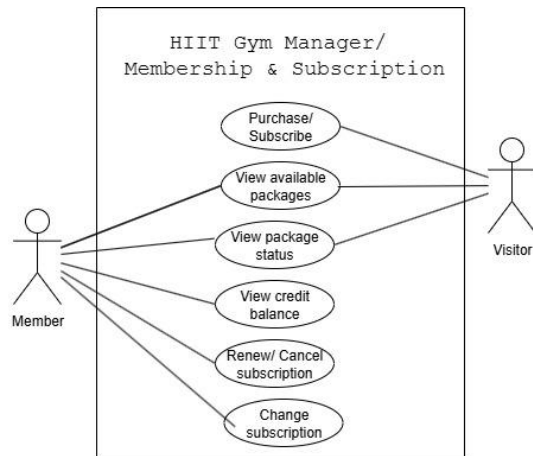 HIIT Gym Manager/
Membership & Subscription
Purchase/
Subscribe
View available
packages
View package
status
Visitor
Member
View credit
balance
Renew/ Cancel
subscription
Change
subscription